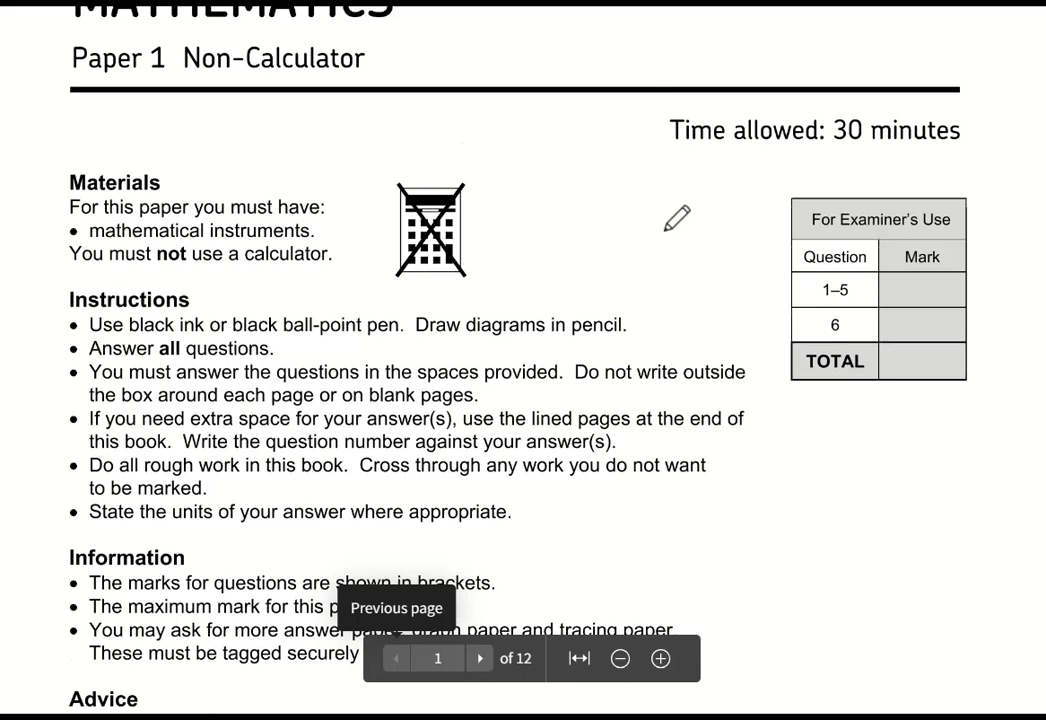 MATHEMATICS
Paper 1 Non-Calculator
Time allowed: 30 minutes
Materials
For this paper you must have:
• mathematical instruments.
You must not use a calculator.
For Examiner's Use
Question Mark
1–5
6
TOTAL
Instructions
• Use black ink or black ball-point pen. Draw diagrams in pencil.
• Answer all questions.
• You must answer the questions in the spaces provided. Do not write outside
the box around each page or on blank pages.
• If you need extra space for your answer(s), use the lined pages at the end of
this book. Write the question number against your answer(s).
• Do all rough work in this book. Cross through any work you do not want
to be marked.
• State the units of your answer where appropriate.
Information
• The marks for questions are shown in brackets.
• The maximum mark for this
Previous page
• You may ask for more answer paper, graph paper and tracing paper.
These must be tagged securely
1 of 12
Advice